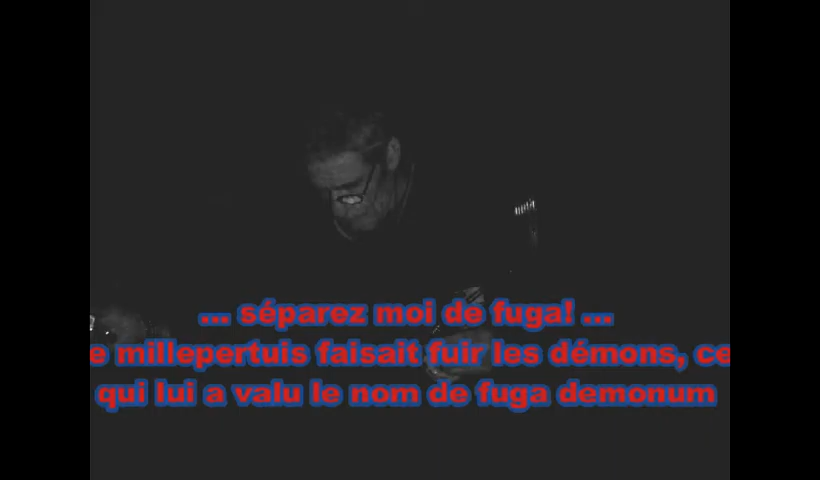 ... séparez moi de fuga! ...
e millepertuis faisait fuir les démons, ce
qui lui a valu le nom de fuga demonum